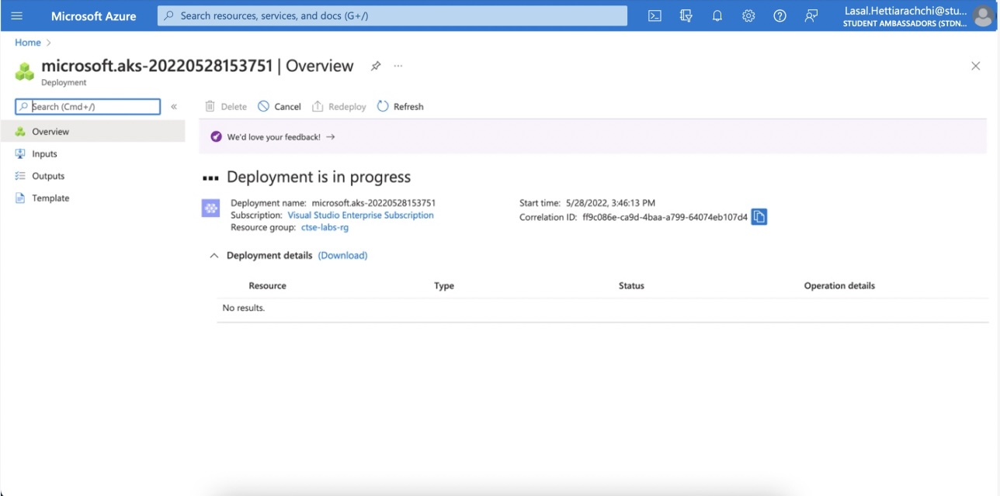 Microsoft Azure
Search resources, services, and docs (G+/)
Lasal.Hettiarachchi@stu...
STUDENT AMBASSADORS (STDN...
Home
microsoft.aks-20220528153751 | Overview
Deployment
Search (Cmd+/)
Delete
Cancel
Redeploy
Refresh
Overview
Inputs
Outputs
Template
We'd love your feedback! →
Deployment is in progress
Deployment name: microsoft.aks-20220528153751
Subscription: Visual Studio Enterprise Subscription
Resource group: ctse-labs-rg
Start time: 5/28/2022, 3:46:13 PM
Correlation ID: ff9c086e-ca9d-4baa-a799-64074eb107d4
Deployment details (Download)
Resource Type Status Operation details
No results.